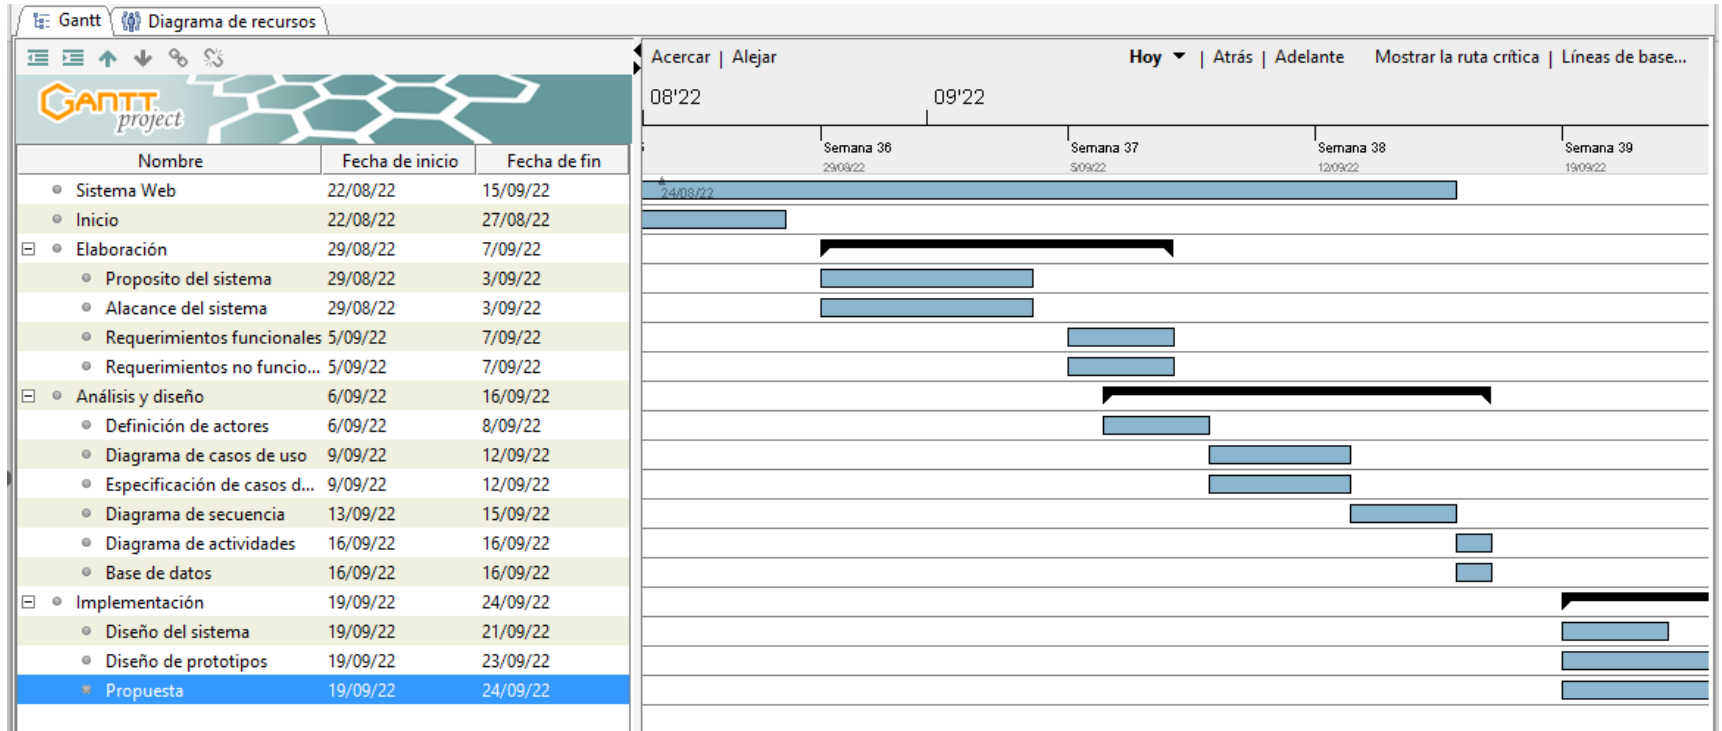 Gantt Diagrama de recursos
Acercar | Alejar Hoy | Atrás | Adelante Mostrar la ruta crítica | Líneas de base...
GANTT project
08'22 09'22
Semana 36 Semana 37 Semana 38 Semana 39
29/08/22 5/09/22 12/09/22 19/09/22
Nombre Fecha de inicio Fecha de fin
Sistema Web 22/08/22 15/09/22 24/08/22
Inicio 22/08/22 27/08/22
Elaboración 29/08/22 7/09/22
Proposito del sistema 29/08/22 3/09/22
Alacance del sistema 29/08/22 3/09/22
Requerimientos funcionales 5/09/22 7/09/22
Requerimientos no funcio... 5/09/22 7/09/22
Análisis y diseño 6/09/22 16/09/22
Definición de actores 6/09/22 8/09/22
Diagrama de casos de uso 9/09/22 12/09/22
Especificación de casos d... 9/09/22 12/09/22
Diagrama de secuencia 13/09/22 15/09/22
Diagrama de actividades 16/09/22 16/09/22
Base de datos 16/09/22 16/09/22
Implementación 19/09/22 24/09/22
Diseño del sistema 19/09/22 21/09/22
Diseño de prototipos 19/09/22 23/09/22
Propuesta 19/09/22 24/09/22